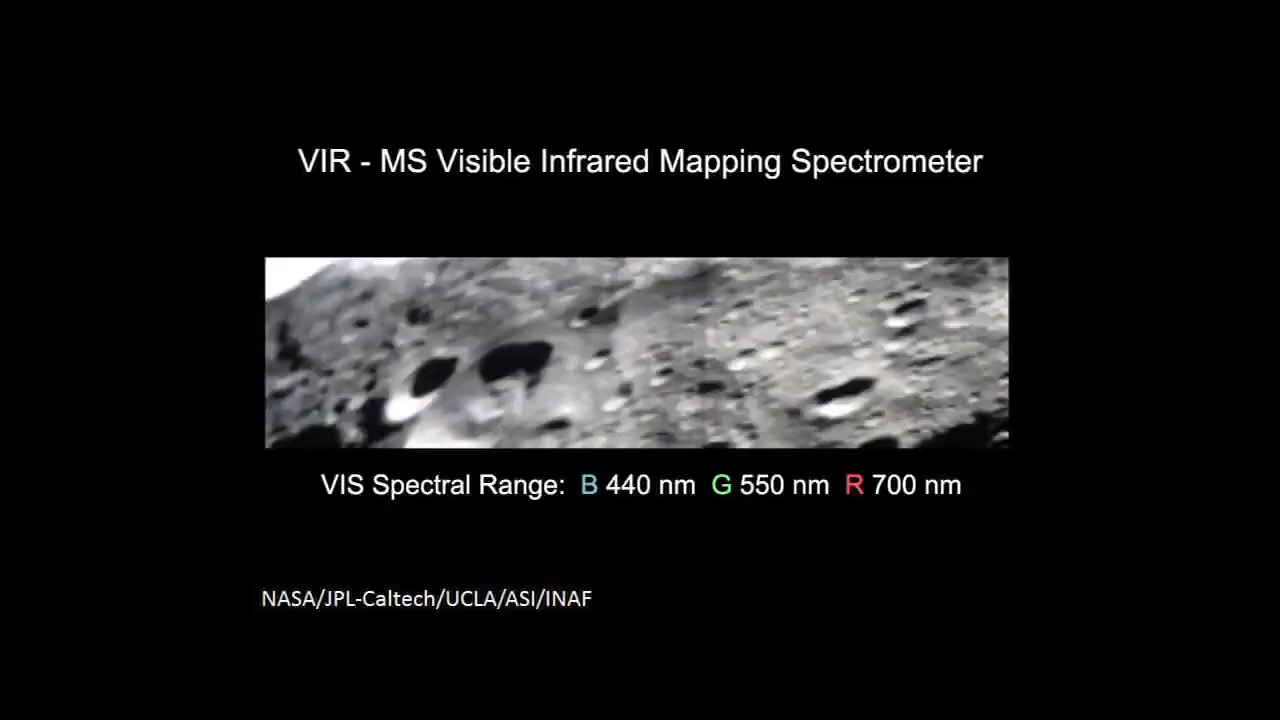 VIR - MS Visible Infrared Mapping Spectrometer
VIS Spectral Range: B 440 nm G 550 nm R 700 nm
NASA/JPL-Caltech/UCLA/ASI/INAF